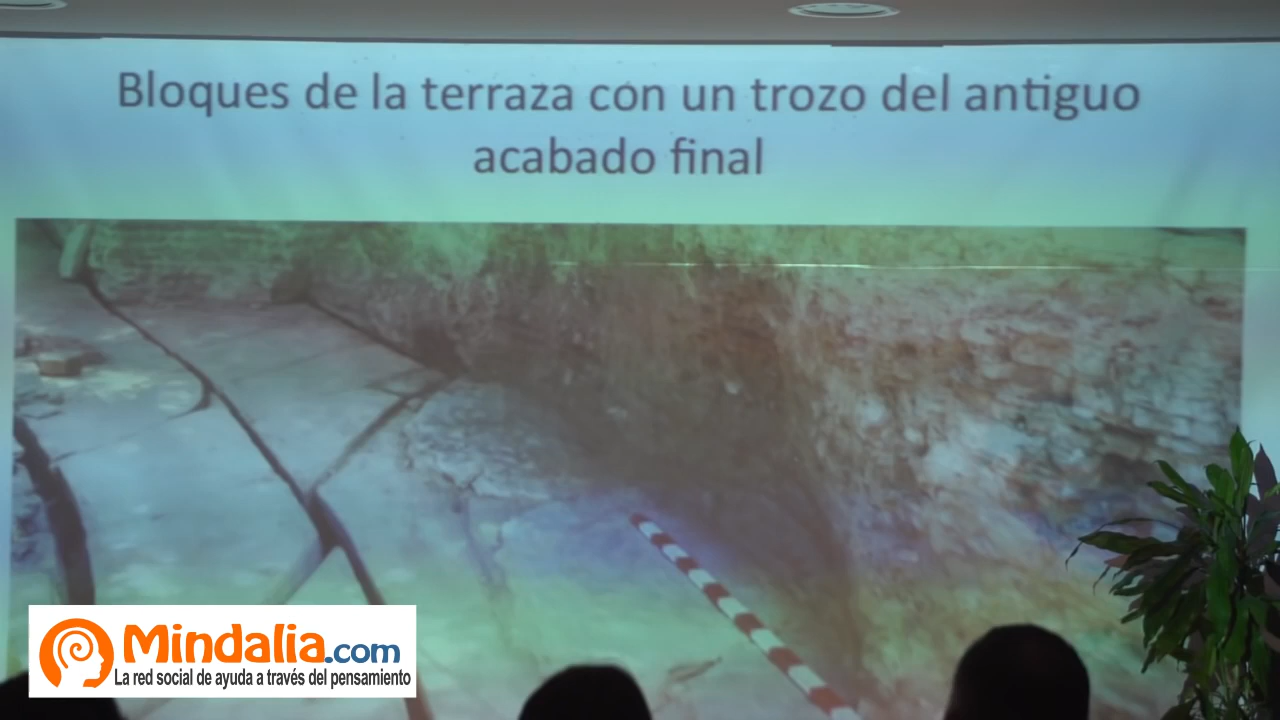 Bloques de la terraza con un trozo del antiguo
acabado final
Mindalia.com
La red social de ayuda a través del pensamiento